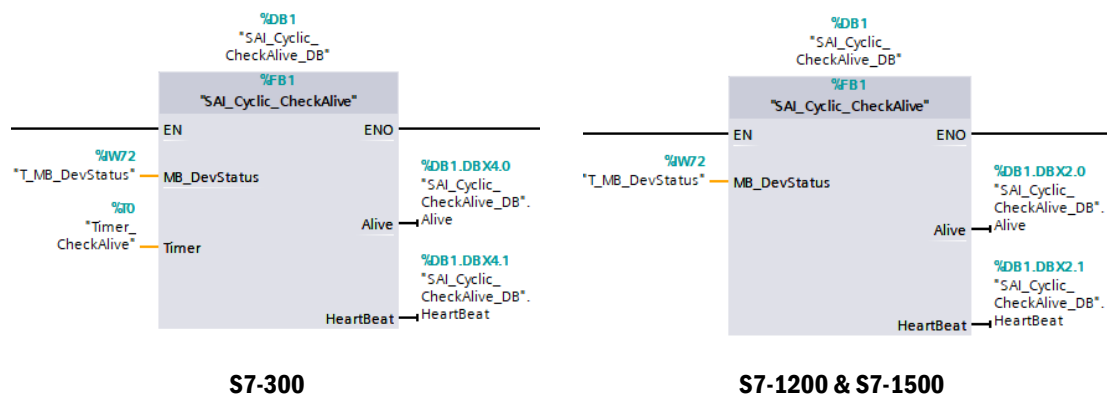 %DB1
"SAI_Cyclic_
CheckAlive_DB"
%FB1
"SAI_Cyclic_CheckAlive"
EN
ENO
%IW72
"T_MB_DevStatus"
MB_DevStatus
%T0
"Timer_
CheckAlive"
Timer
%DB1.DBX4.0
"SAI_Cyclic_
CheckAlive_DB".
Alive
Alive
%DB1.DBX4.1
"SAI_Cyclic_
CheckAlive_DB".
HeartBeat
HeartBeat
S7-300
%DB1
"SAI_Cyclic_
CheckAlive_DB"
%FB1
"SAI_Cyclic_CheckAlive"
EN
ENO
%IW72
"T_MB_DevStatus"
MB_DevStatus
%DB1.DBX2.0
"SAI_Cyclic_
CheckAlive_DB".
Alive
Alive
%DB1.DBX2.1
"SAI_Cyclic_
CheckAlive_DB".
HeartBeat
HeartBeat
S7-1200 & S7-1500